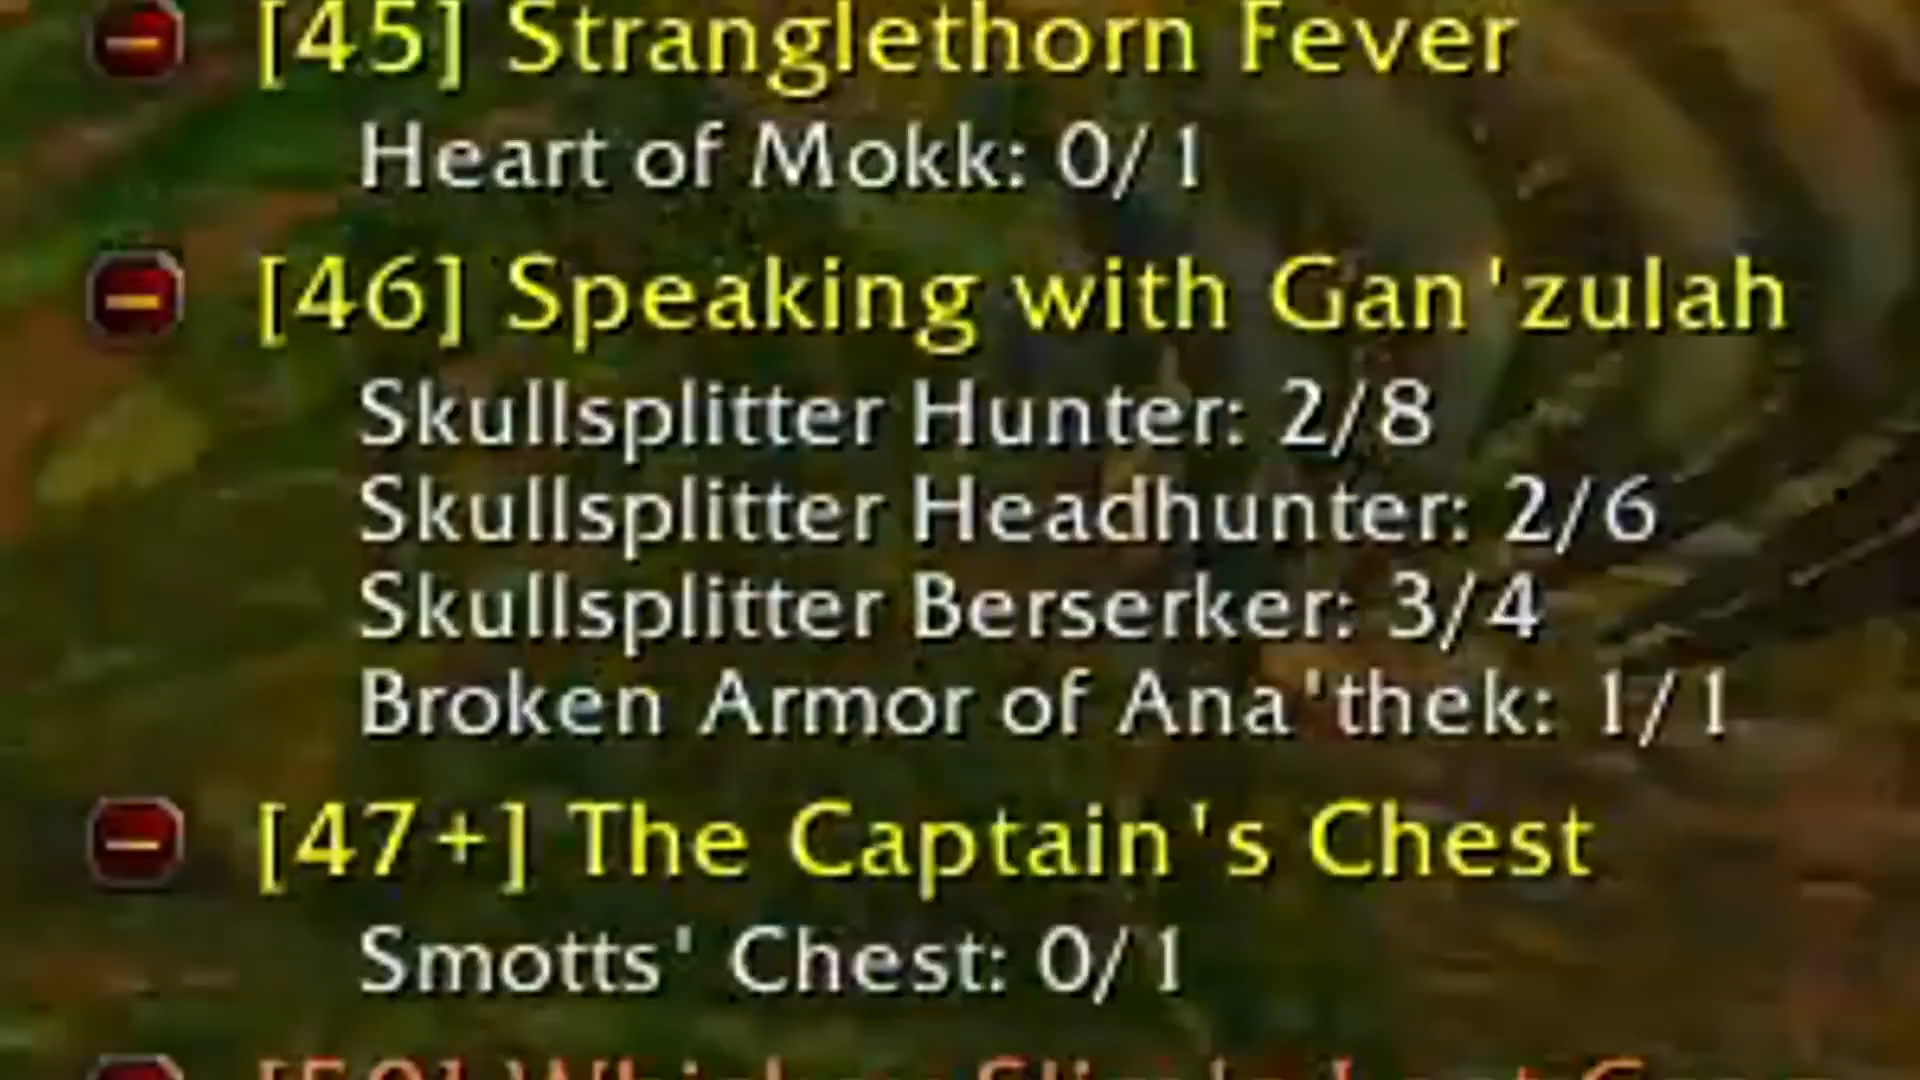 [45] Stranglethorn Fever
Heart of Mokk: 0/1
[46] Speaking with Gan'zulah
Skullsplitter Hunter: 2/8
Skullsplitter Headhunter: 2/6
Skullsplitter Berserker: 3/4
Broken Armor of Ana'thek: 1/1
[47+] The Captain's Chest
Smotts' Chest: 0/1